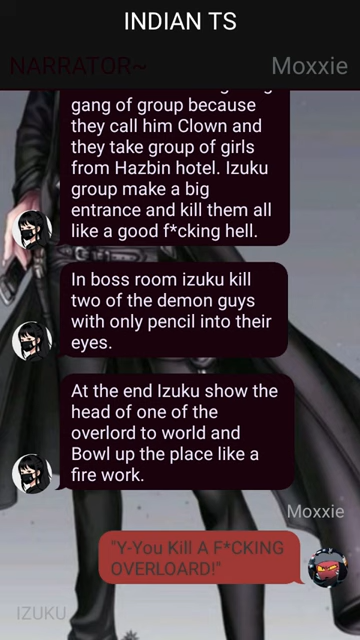 INDIAN TS
NARRATOR~
Moxxie
gang of group because
they call him Clown and
they take group of girls
from Hazbin hotel. Izuku
group make a big
entrance and kill them all
like a good f*cking hell.
In boss room izuku kill
two of the demon guys
with only pencil into their
eyes.
At the end Izuku show the
head of one of the
overlord to world and
Bowl up the place like a
fire work.
Moxxie
"Y-You Kill A F*CKING
OVERLOARD!"
IZUKU